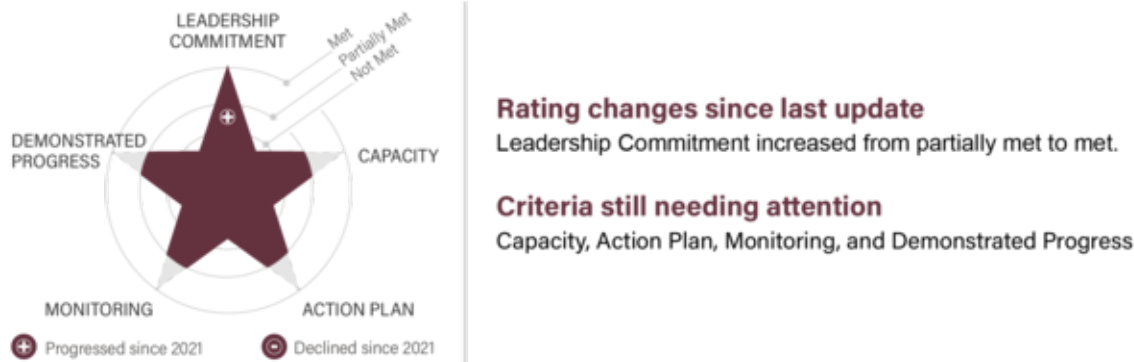 LEADERSHIP
COMMITMENT
Met
Partially Met
Not Met
DEMONSTRATED
PROGRESS
CAPACITY
MONITORING
ACTION PLAN
Progressed since 2021
Declined since 2021
Rating changes since last update
Leadership Commitment increased from partially met to met.
Criteria still needing attention
Capacity, Action Plan, Monitoring, and Demonstrated Progress